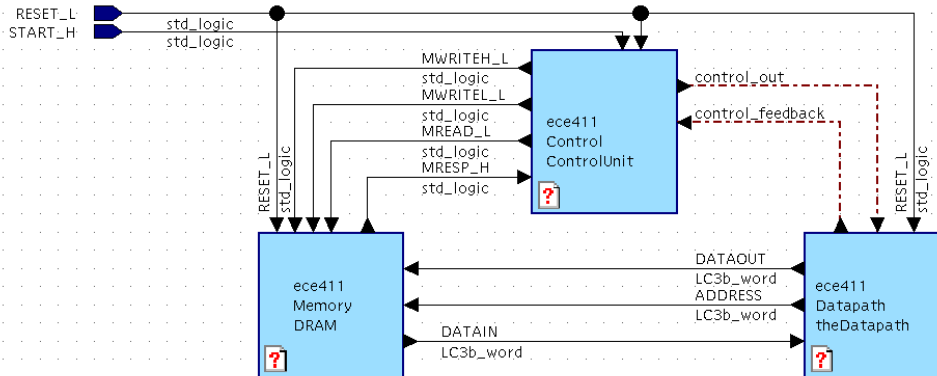 RESET_L
START_H
std_logic
std_logic
MWRITEH_L
std_logic
MWRITEL_L
std_logic
MREAD_L
std_logic
MRESP_H
std_logic
ece411
Control
ControlUnit
?
control_out
control_feedback
RESET_L
std_logic
RESET_L
std_logic
ece411
Memory
DRAM
?
DATAOUT
LC3b_word
ADDRESS
LC3b_word
DATAIN
LC3b_word
ece411
Datapath
theDatapath
?